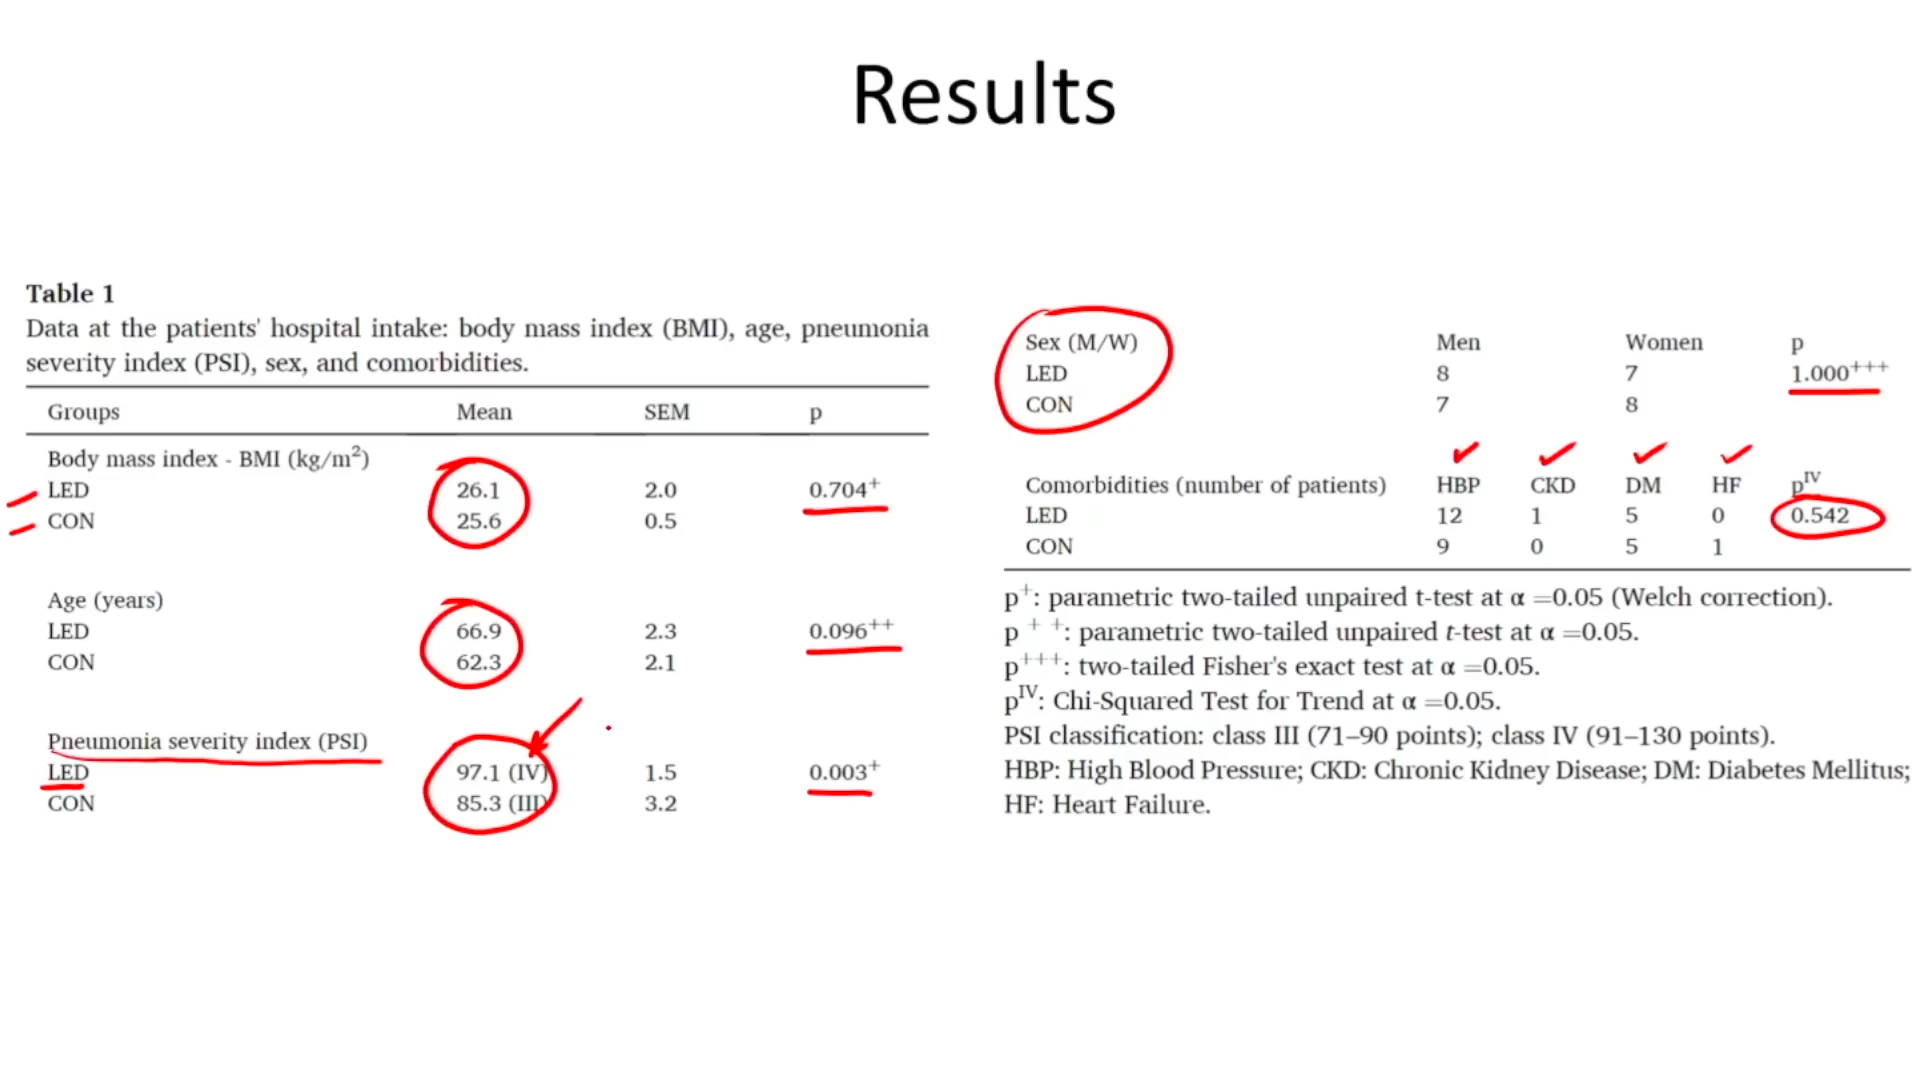 Results
Table 1
Data at the patients' hospital intake: body mass index (BMI), age, pneumonia
severity index (PSI), sex, and comorbidities.
Groups Mean SEM p
Body mass index - BMI (kg/m²)
LED 26.1 2.0 0.704⁺
CON 25.6 0.5
Age (years)
LED 66.9 2.3 0.096⁺⁺
CON 62.3 2.1
Pneumonia severity index (PSI)
LED 97.1 (IV) 1.5 0.003⁺
CON 85.3 (III) 3.2
Sex (M/W) Men Women p
LED 8 7 1.000⁺⁺⁺
CON 7 8
Comorbidities (number of patients) HBP CKD DM HF pᴵⱽ
LED 12 1 5 0 0.542
CON 9 0 5 1
p⁺: parametric two-tailed unpaired t-test at α =0.05 (Welch correction).
p ⁺ ⁺: parametric two-tailed unpaired t-test at α =0.05.
p⁺⁺⁺: two-tailed Fisher's exact test at α =0.05.
pᴵⱽ: Chi-Squared Test for Trend at α =0.05.
PSI classification: class III (71–90 points); class IV (91–130 points).
HBP: High Blood Pressure; CKD: Chronic Kidney Disease; DM: Diabetes Mellitus;
HF: Heart Failure.